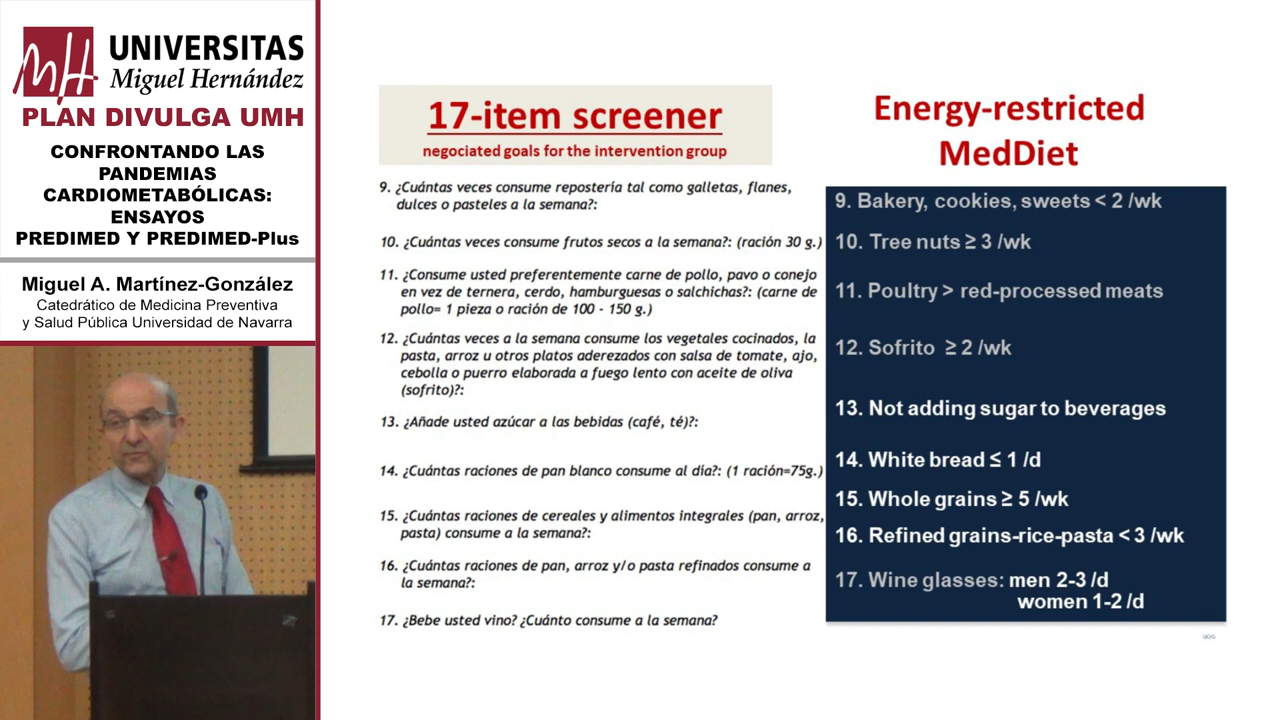 UNIVERSITAS
Miguel Hernández
PLAN DIVULGA UMH
CONFRONTANDO LAS
PANDEMIAS
CARDIOMETABÓLICAS:
ENSAYOS
PREDIMED Y PREDIMED-Plus
Miguel A. Martínez-González
Catedrático de Medicina Preventiva
y Salud Pública Universidad de Navarra
17-item screener
negociated goals for the intervention group
9. ¿Cuántas veces consume repostería tal como galletas, flanes,
dulces o pasteles a la semana?:
10. ¿Cuántas veces consume frutos secos a la semana?: (ración 30 g.)
11. ¿Consume usted preferentemente carne de pollo, pavo o conejo
en vez de ternera, cerdo, hamburguesas o salchichas?: (carne de
pollo= 1 pieza o ración de 100 - 150 g.)
12. ¿Cuántas veces a la semana consume los vegetales cocinados, la
pasta, arroz u otros platos aderezados con salsa de tomate, ajo,
cebolla o puerro elaborada a fuego lento con aceite de oliva
(sofrito)?:
13. ¿Añade usted azúcar a las bebidas (café, té)?:
14. ¿Cuántas raciones de pan blanco consume al día?: (1 ración=75g.)
15. ¿Cuántas raciones de cereales y alimentos integrales (pan, arroz,
pasta) consume a la semana?:
16. ¿Cuántas raciones de pan, arroz y/o pasta refinados consume a
la semana?:
17. ¿Bebe usted vino? ¿Cuánto consume a la semana?
Energy-restricted
MedDiet
9. Bakery, cookies, sweets < 2 /wk
10. Tree nuts ≥ 3 /wk
11. Poultry > red-processed meats
12. Sofrito ≥ 2 /wk
13. Not adding sugar to beverages
14. White bread ≤ 1 /d
15. Whole grains ≥ 5 /wk
16. Refined grains-rice-pasta < 3 /wk
17. Wine glasses: men 2-3 /d
women 1-2 /d